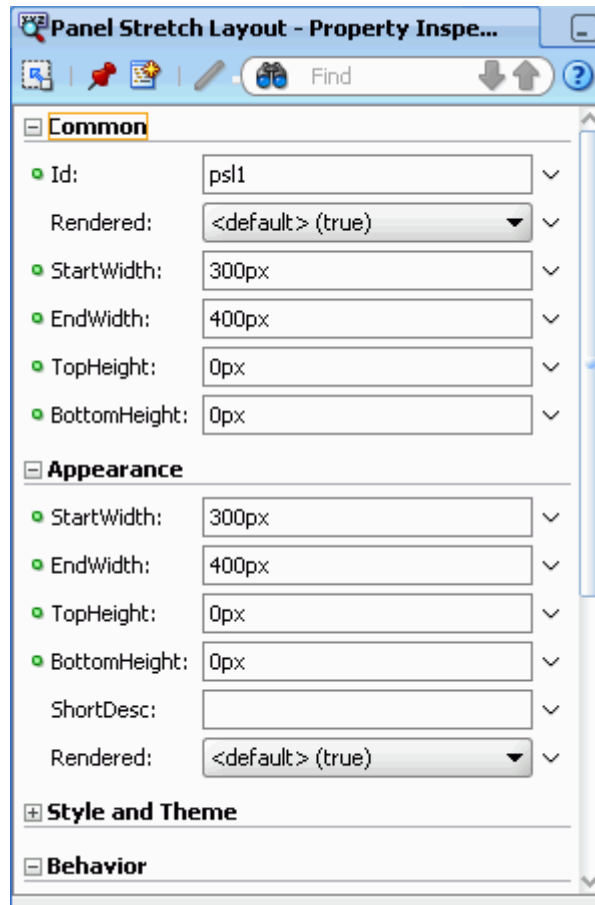 Panel Stretch Layout - Property Inspe...
Find
Common
Id: psl1
Rendered: <default> (true)
StartWidth: 300px
EndWidth: 400px
TopHeight: 0px
BottomHeight: 0px
Appearance
StartWidth: 300px
EndWidth: 400px
TopHeight: 0px
BottomHeight: 0px
ShortDesc:
Rendered: <default> (true)
Style and Theme
Behavior